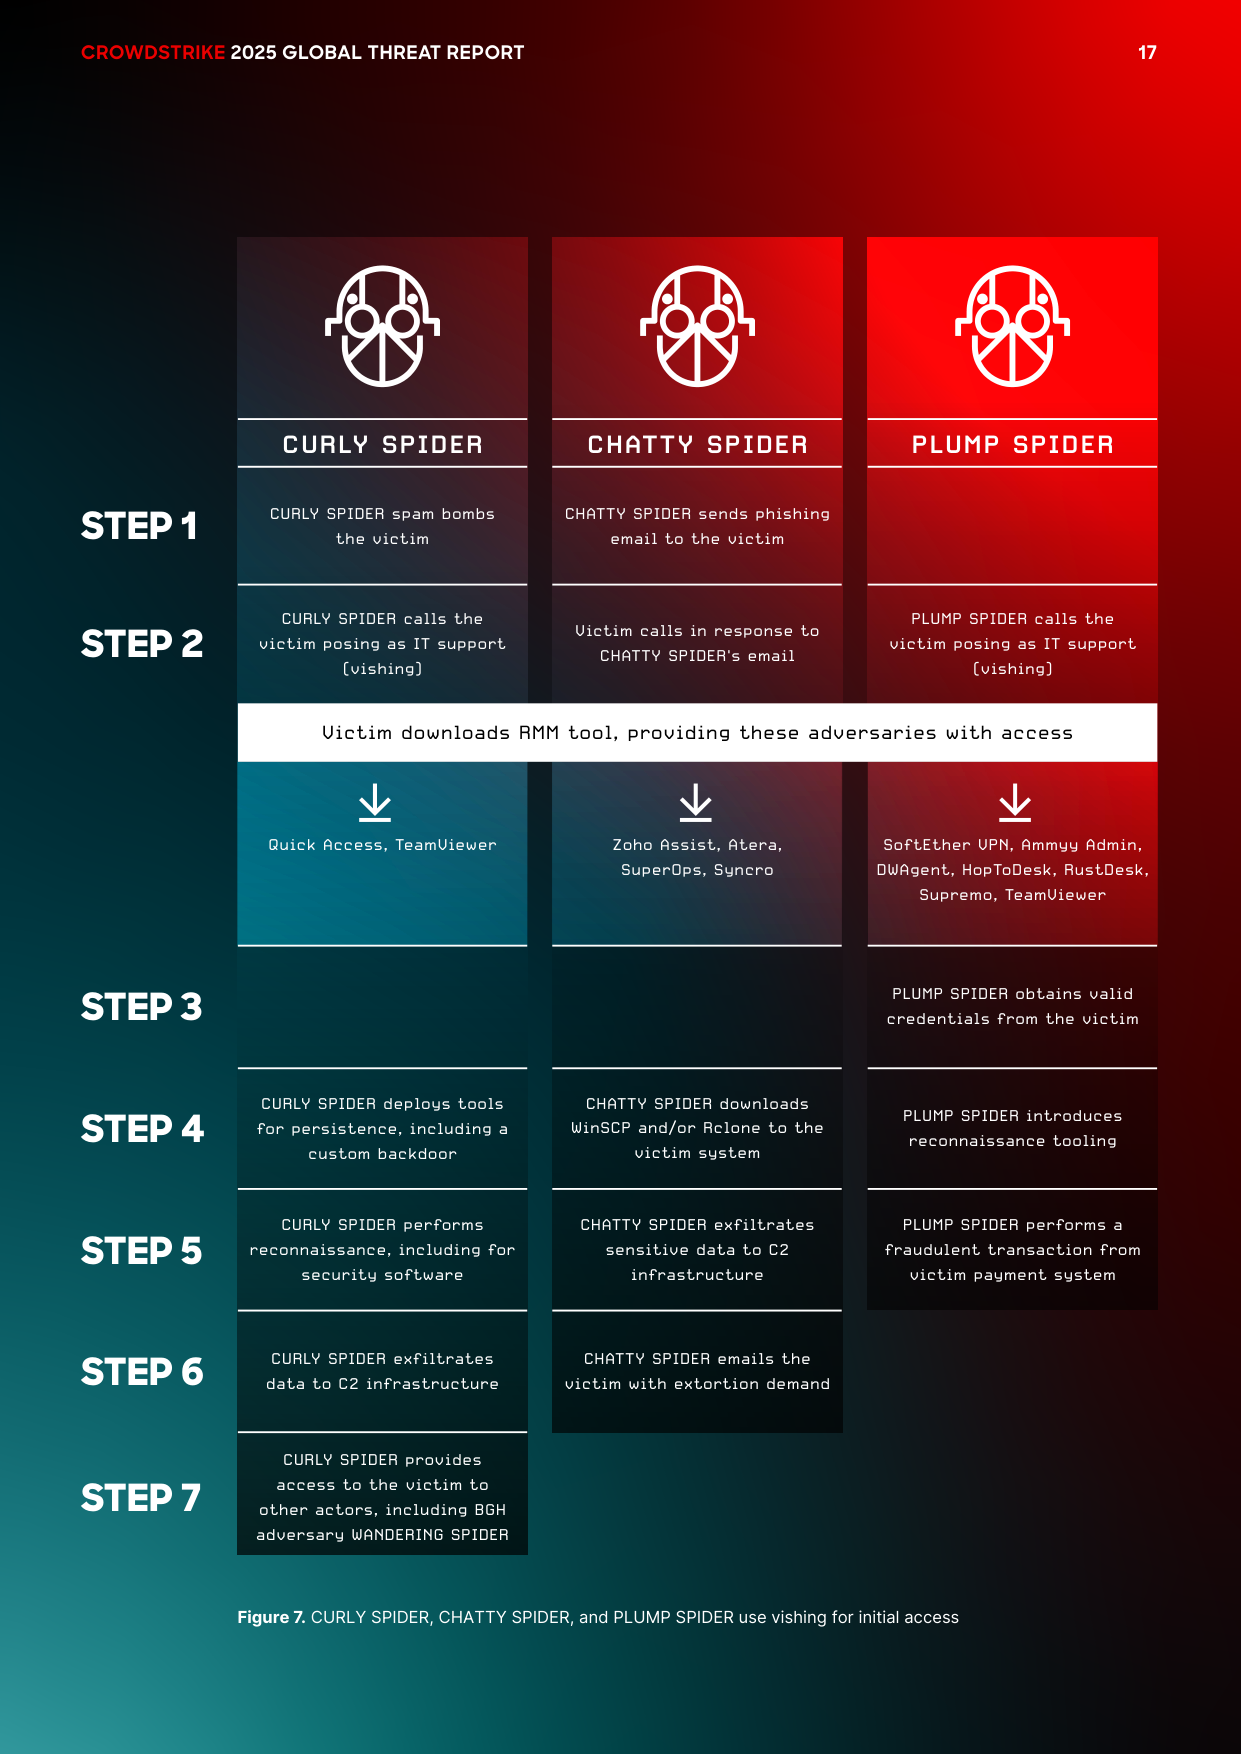 CROWDSTRIKE 2025 GLOBAL THREAT REPORT
17
CURLY SPIDER
CHATTY SPIDER
PLUMP SPIDER
STEP 1
CURLY SPIDER spam bombs
the victim
CHATTY SPIDER sends phishing
email to the victim
STEP 2
CURLY SPIDER calls the
victim posing as IT support
(vishing)
Victim calls in response to
CHATTY SPIDER's email
PLUMP SPIDER calls the
victim posing as IT support
(vishing)
Victim downloads RMM tool, providing these adversaries with access
Quick Access, TeamViewer
Zoho Assist, Atera,
SuperOps, Syncro
SoftEther VPN, Ammyy Admin,
DWAgent, HopToDesk, RustDesk,
Supremo, TeamViewer
STEP 3
PLUMP SPIDER obtains valid
credentials from the victim
STEP 4
CURLY SPIDER deploys tools
for persistence, including a
custom backdoor
CHATTY SPIDER downloads
WinSCP and/or Rclone to the
victim system
PLUMP SPIDER introduces
reconnaissance tooling
STEP 5
CURLY SPIDER performs
reconnaissance, including for
security software
CHATTY SPIDER exfiltrates
sensitive data to C2
infrastructure
PLUMP SPIDER performs a
fraudulent transaction from
victim payment system
STEP 6
CURLY SPIDER exfiltrates
data to C2 infrastructure
CHATTY SPIDER emails the
victim with extortion demand
STEP 7
CURLY SPIDER provides
access to the victim to
other actors, including BGH
adversary WANDERING SPIDER
Figure 7. CURLY SPIDER, CHATTY SPIDER, and PLUMP SPIDER use vishing for initial access